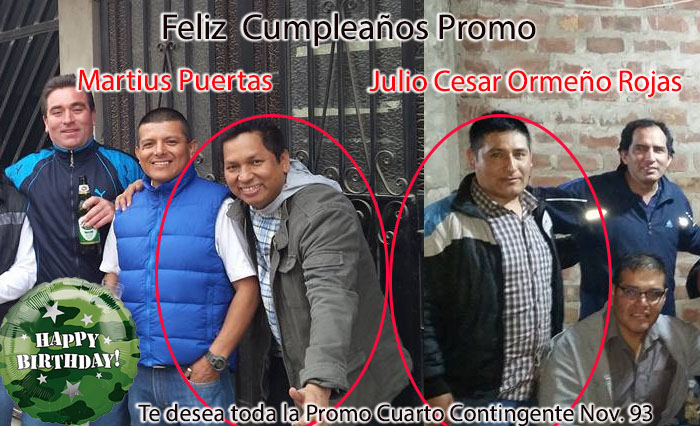 Feliz  Cumpleaños Promo
Martius Puertas
Julio Cesar Ormeño Rojas
HAPPY
BIRTHDAY!
Te desea toda la Promo Cuarto Contingente Nov. 93